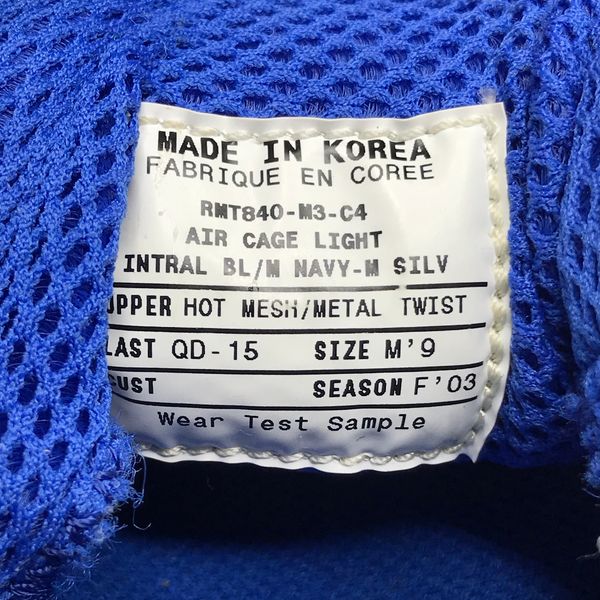 MADE IN KOREA
FABRIQUE EN COREE
RMT840-M3-C4
AIR CAGE LIGHT
INTRAL BL/M NAVY-M SILV
UPPER HOT MESH/METAL TWIST
LAST QD-15 SIZE M'9
CUST SEASON F'03
Wear Test Sample